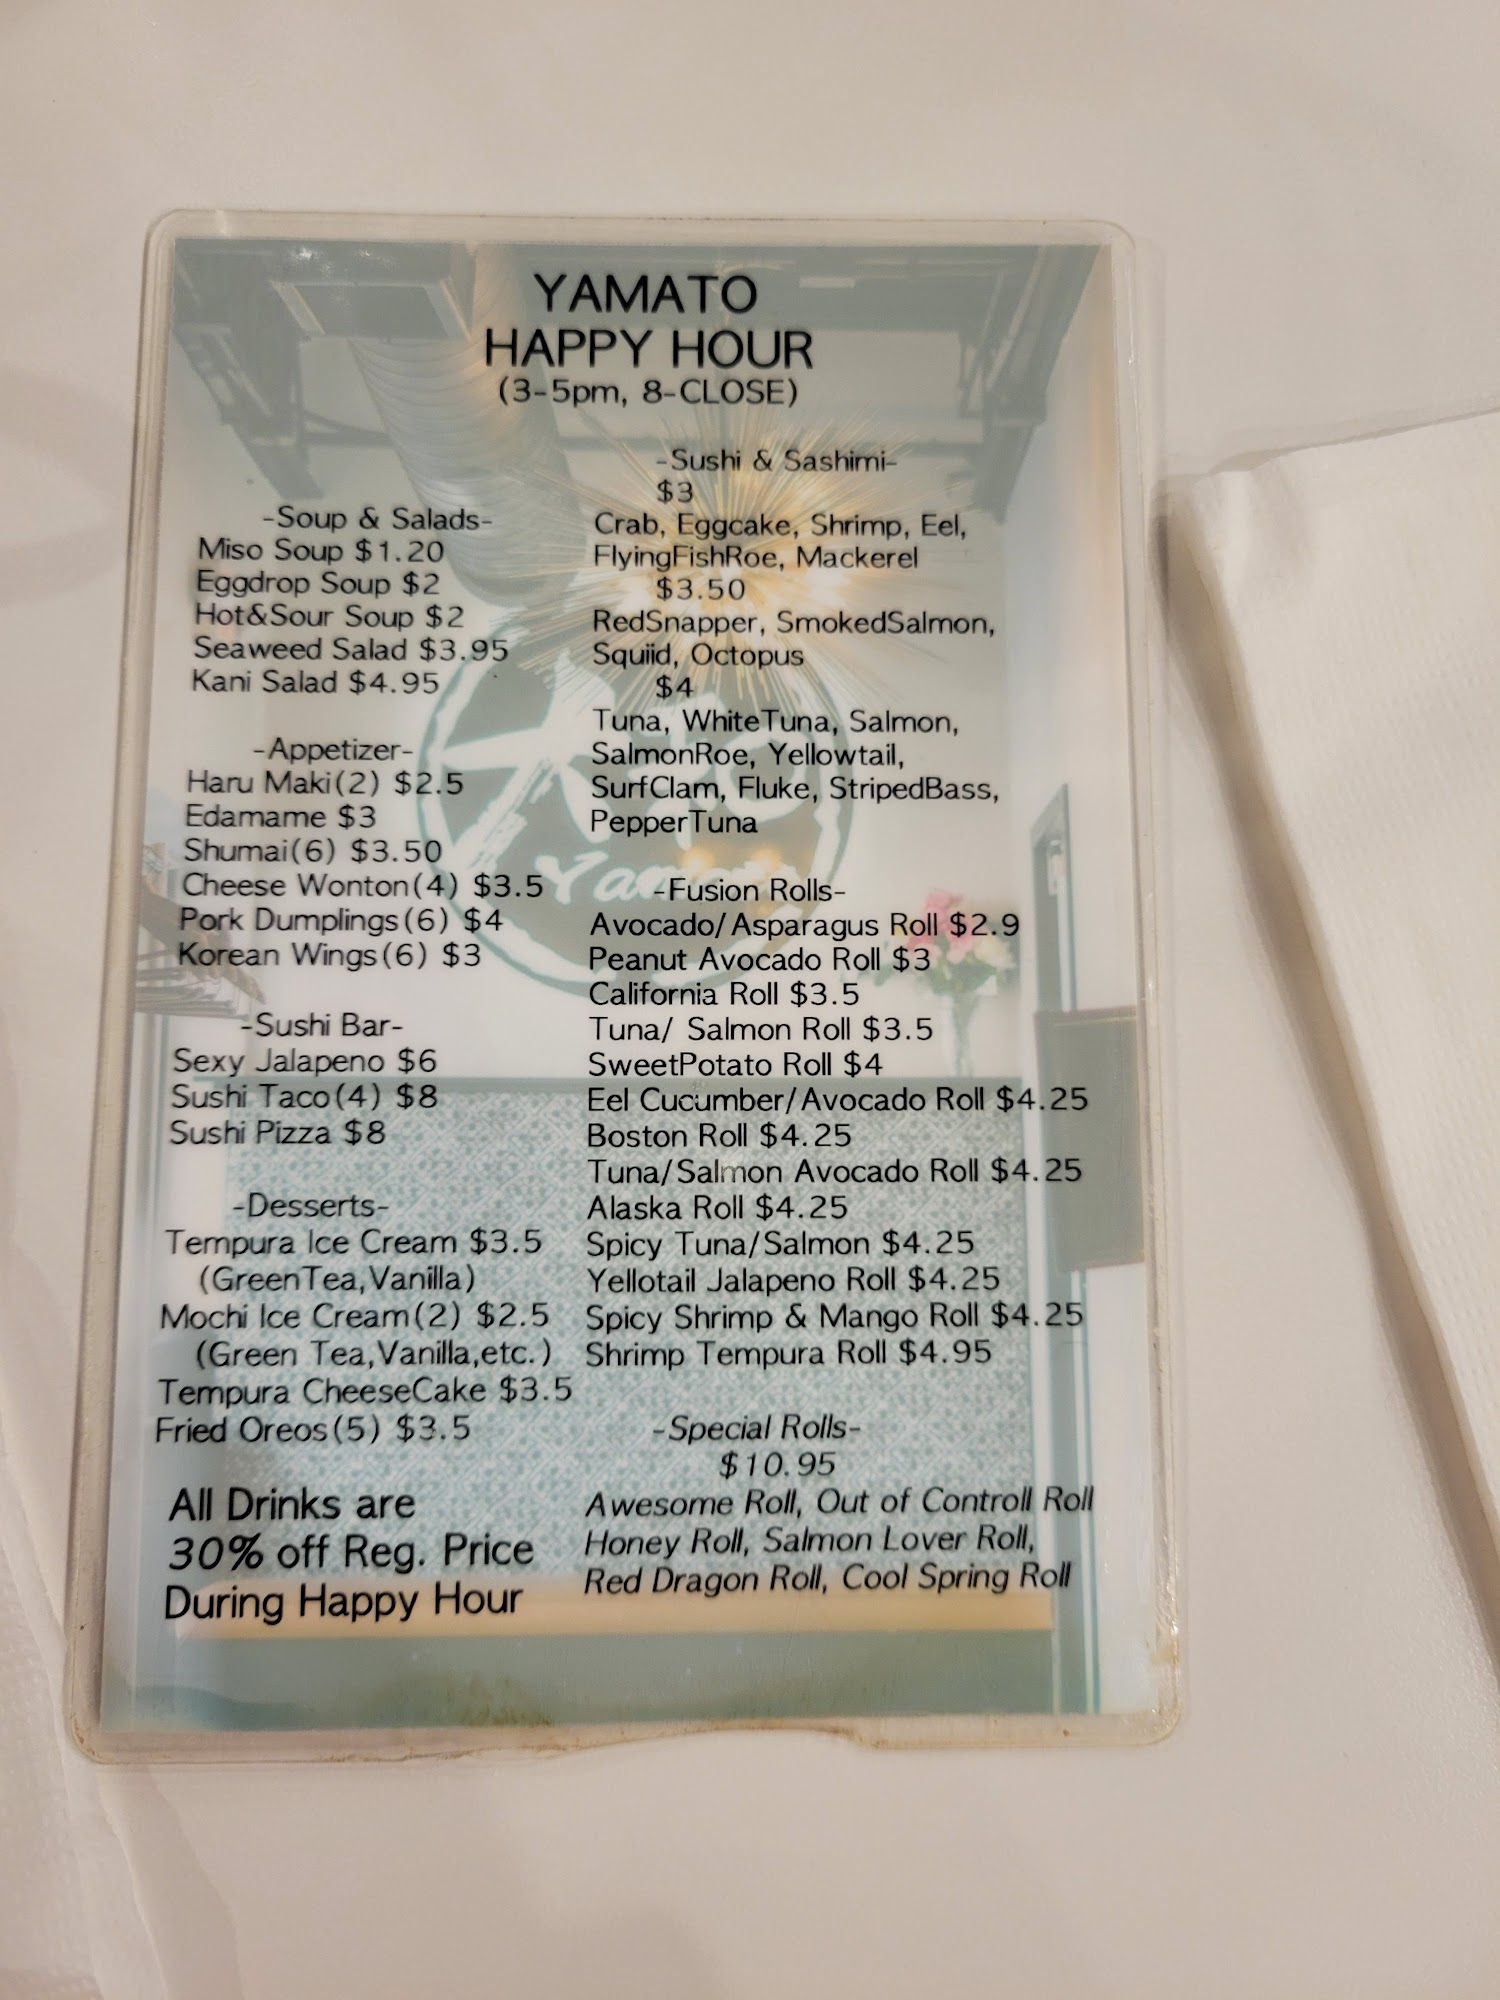 YAMATO
HAPPY HOUR
(3-5pm, 8-CLOSE)
-Soup & Salads-
Miso Soup $1.20
Eggdrop Soup $2
Hot&Sour Soup $2
Seaweed Salad $3.95
Kani Salad $4.95
-Appetizer-
Haru Maki(2) $2.5
Edamame $3
Shumai(6) $3.50
Cheese Wonton(4) $3.5
Pork Dumplings(6) $4
Korean Wings(6) $3
-Sushi Bar-
Sexy Jalapeno $6
Sushi Taco(4) $8
Sushi Pizza $8
-Desserts-
Tempura Ice Cream $3.5
(GreenTea,Vanilla)
Mochi Ice Cream(2) $2.5
(Green Tea,Vanilla,etc.)
Tempura CheeseCake $3.5
Fried Oreos(5) $3.5
All Drinks are
30% off Reg. Price
During Happy Hour
-Sushi & Sashimi-
$3
Crab, Eggcake, Shrimp, Eel,
FlyingFishRoe, Mackerel
$3.50
RedSnapper, SmokedSalmon,
Squiid, Octopus
$4
Tuna, WhiteTuna, Salmon,
SalmonRoe, Yellowtail,
SurfClam, Fluke, StripedBass,
PepperTuna
-Fusion Rolls-
Avocado/Asparagus Roll $2.9
Peanut Avocado Roll $3
California Roll $3.5
Tuna/ Salmon Roll $3.5
SweetPotato Roll $4
Eel Cucumber/Avocado Roll $4.25
Boston Roll $4.25
Tuna/Salmon Avocado Roll $4.25
Alaska Roll $4.25
Spicy Tuna/Salmon $4.25
Yellotail Jalapeno Roll $4.25
Spicy Shrimp & Mango Roll $4.25
Shrimp Tempura Roll $4.95
-Special Rolls-
$10.95
Awesome Roll, Out of Controll Roll
Honey Roll, Salmon Lover Roll,
Red Dragon Roll, Cool Spring Roll